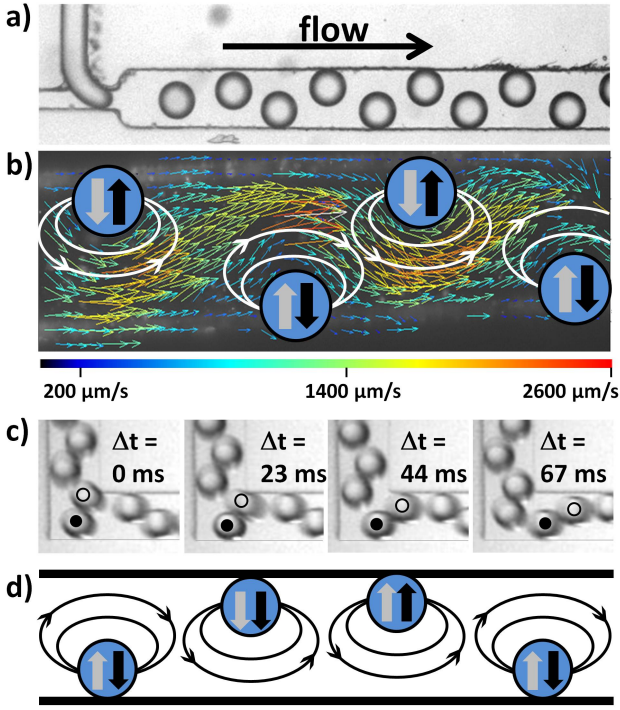 a)
flow
b)
200 μm/s
1400 μm/s
2600 μm/s
c)
Δt =
0 ms
Δt =
23 ms
Δt =
44 ms
Δt =
67 ms
d)